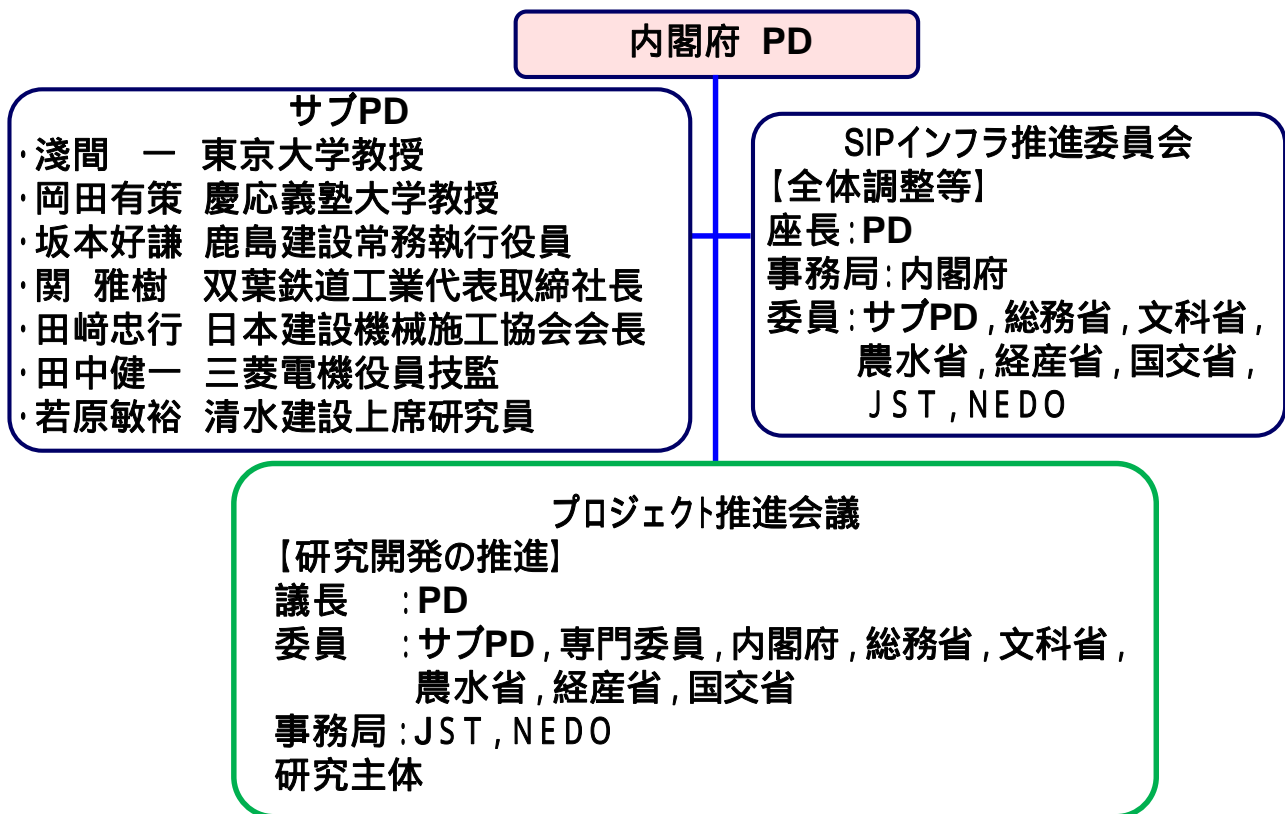 内閣府 PD
サブPD
・淺間　一 東京大学教授
・岡田有策 慶応義塾大学教授
・坂本好謙 鹿島建設常務執行役員
・関 雅樹 双葉鉄道工業代表取締社長
・田﨑忠行 日本建設機械施工協会会長
・田中健一 三菱電機役員技監
・若原敏裕 清水建設上席研究員
SIPインフラ推進委員会
【全体調整等】
座長：PD
事務局：内閣府
委員：サブPD，総務省，文科省，
農水省，経産省，国交省，
ＪＳＴ，ＮＥＤＯ
プロジェクト推進会議
【研究開発の推進】
議長　：PD
委員　：サブPD，専門委員，内閣府，総務省，文科省，
農水省，経産省，国交省
事務局：ＪＳＴ，ＮＥＤＯ
研究主体